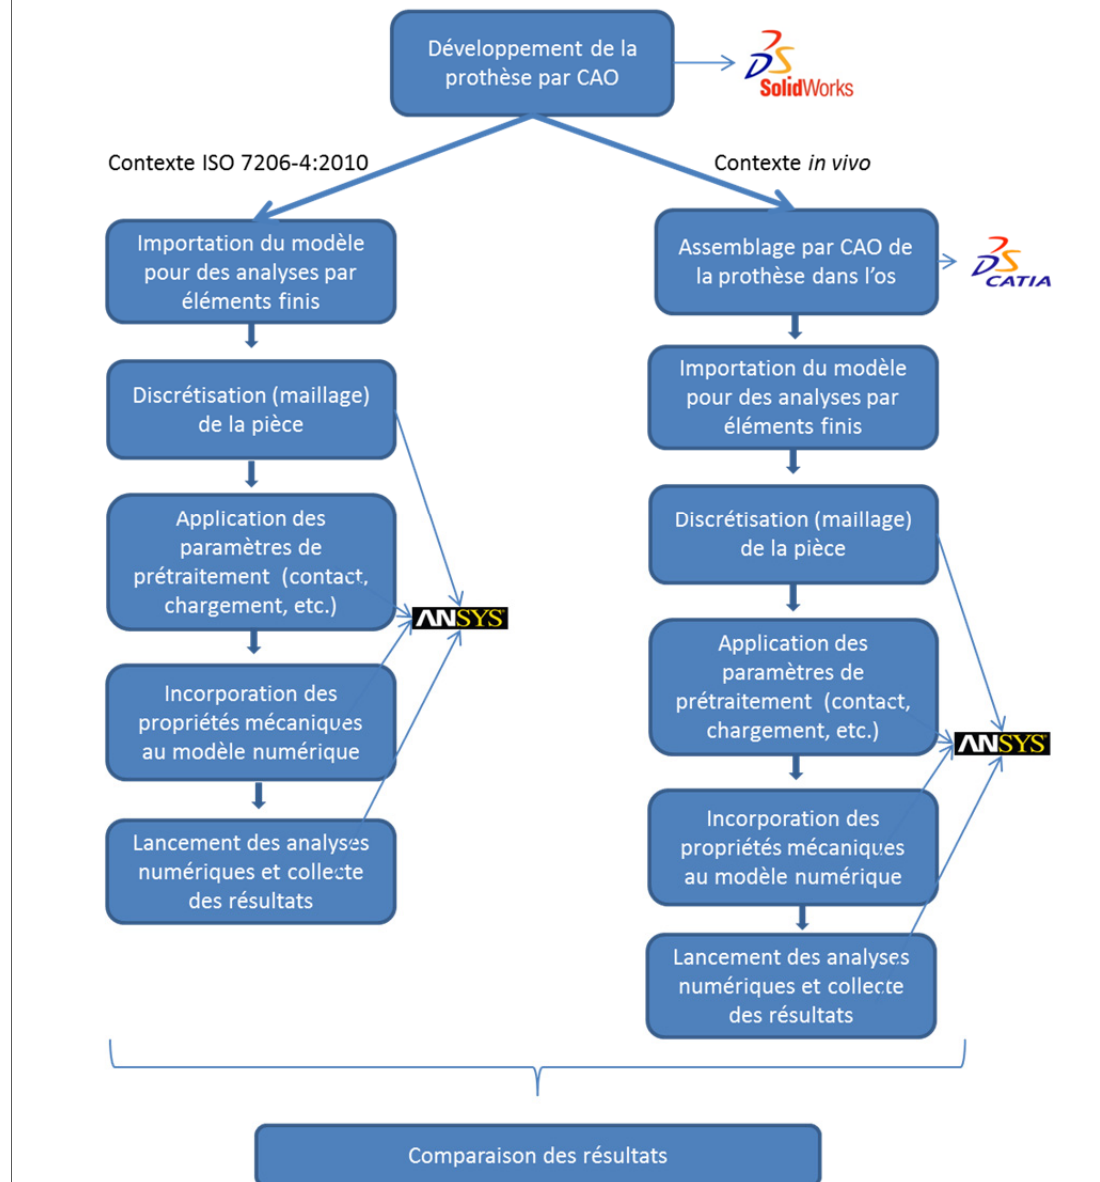 Développement de la
prothèse par CAO
DS
SolidWorks
Contexte ISO 7206-4:2010
Contexte in vivo
Importation du modèle
pour des analyses par
éléments finis
Discrétisation (maillage)
de la pièce
Application des
paramètres de
prétraitement (contact,
chargement, etc.)
ANSYS
Incorporation des
propriétés mécaniques
au modèle numérique
Lancement des analyses
numériques et collecte
des résultats
Assemblage par CAO de
la prothèse dans l'os
DS
CATIA
Importation du modèle
pour des analyses par
éléments finis
Discrétisation (maillage)
de la pièce
Application des
paramètres de
prétraitement (contact,
chargement, etc.)
ANSYS
Incorporation des
propriétés mécaniques
au modèle numérique
Lancement des analyses
numériques et collecte
des résultats
Comparaison des résultats